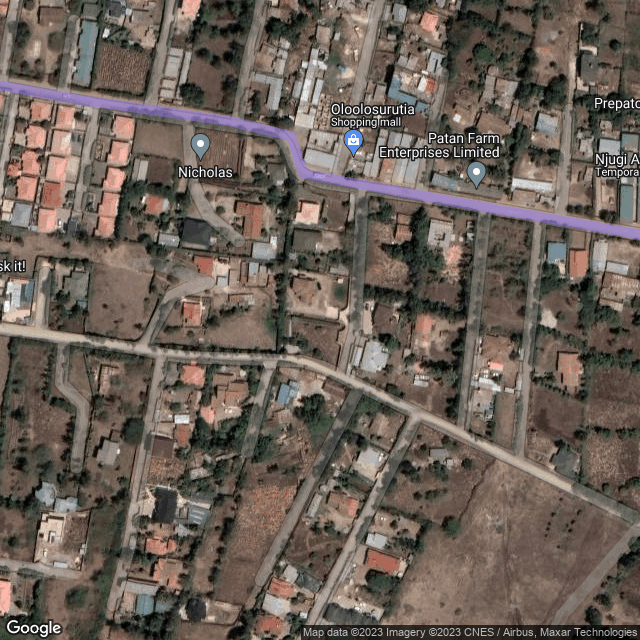 Oloolosurutia
Shopping mall
Prepato
Patan Farm
Enterprises Limited
Njugi A
Tempora
Nicholas
sk it!
Google
Map data ©2023 Imagery ©2023 CNES / Airbus, Maxar Technologies